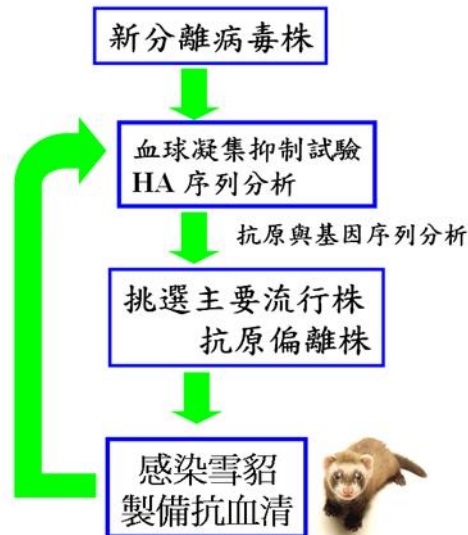 新分離病毒株
血球凝集抑制試驗
HA 序列分析
抗原與基因序列分析
挑選主要流行株
抗原偏離株
感染雪貂
製備抗血清